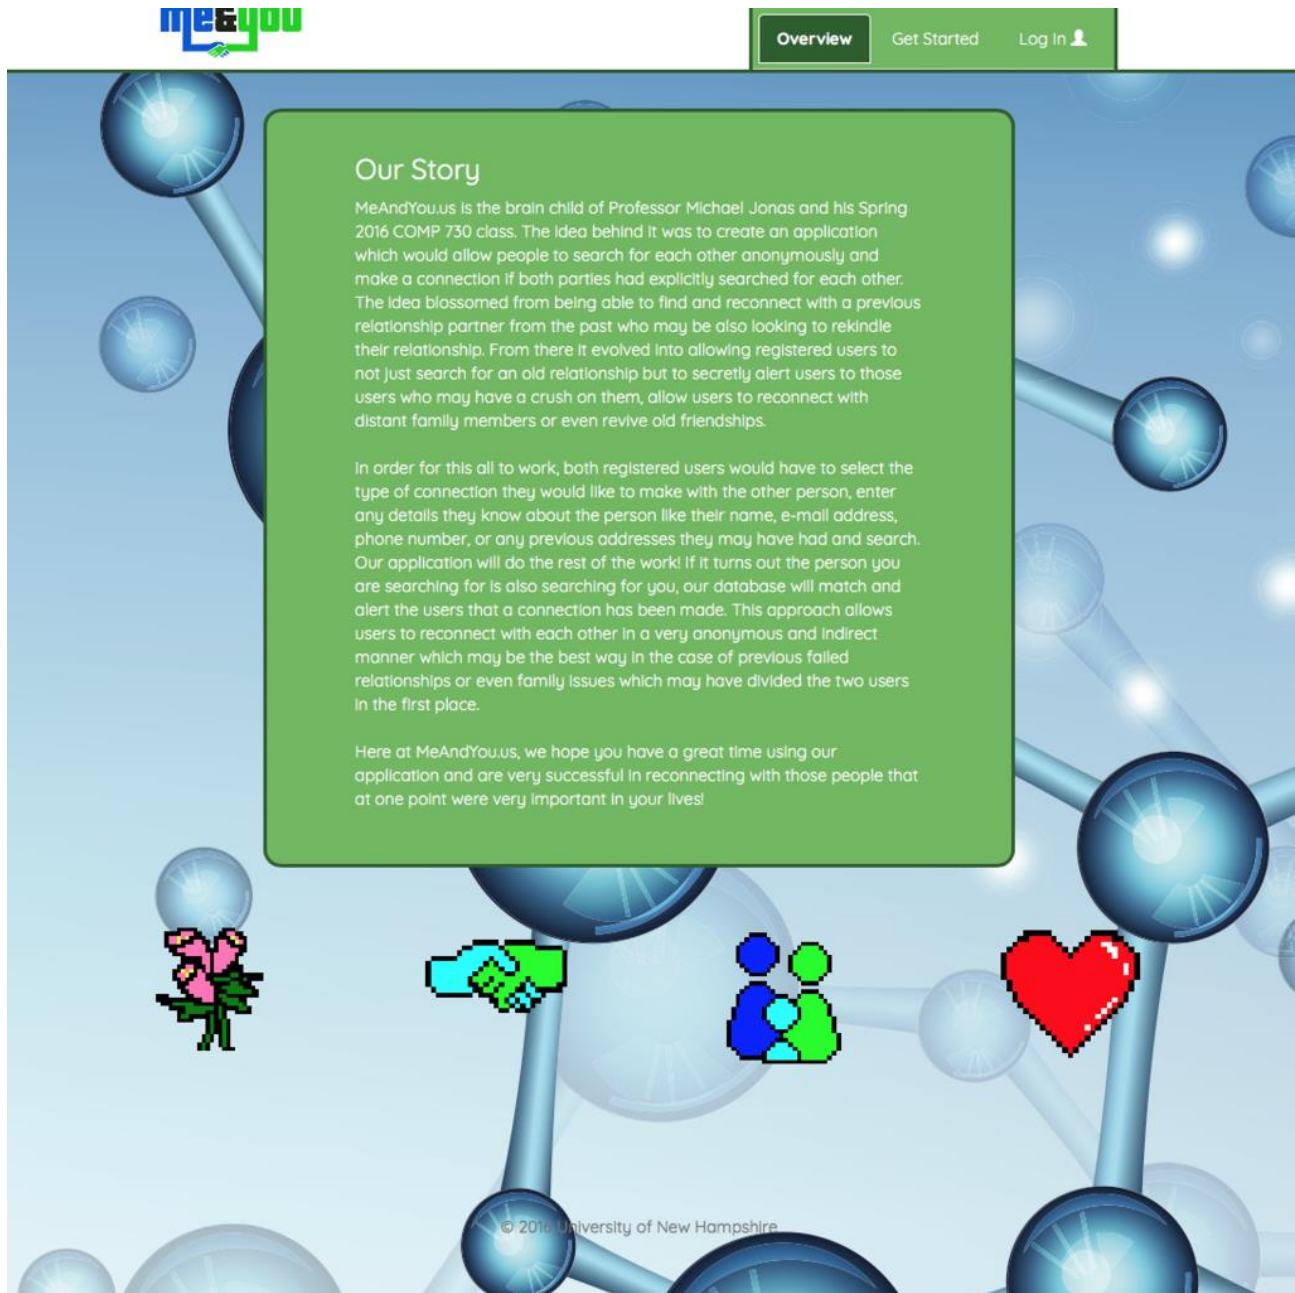 me&you
Overview
Get Started
Log In
Our Story
MeAndYou.us is the brain child of Professor Michael Jonas and his Spring
2016 COMP 730 class. The idea behind it was to create an application
which would allow people to search for each other anonymously and
make a connection if both parties had explicitly searched for each other.
The idea blossomed from being able to find and reconnect with a previous
relationship partner from the past who may be also looking to rekindle
their relationship. From there it evolved into allowing registered users to
not just search for an old relationship but to secretly alert users to those
users who may have a crush on them, allow users to reconnect with
distant family members or even revive old friendships.
In order for this all to work, both registered users would have to select the
type of connection they would like to make with the other person, enter
any details they know about the person like their name, e-mail address,
phone number, or any previous addresses they may have had and search.
Our application will do the rest of the work! If it turns out the person you
are searching for is also searching for you, our database will match and
alert the users that a connection has been made. This approach allows
users to reconnect with each other in a very anonymous and indirect
manner which may be the best way in the case of previous failed
relationships or even family issues which may have divided the two users
in the first place.
Here at MeAndYou.us, we hope you have a great time using our
application and are very successful in reconnecting with those people that
at one point were very important in your lives!
© 2016 University of New Hampshire